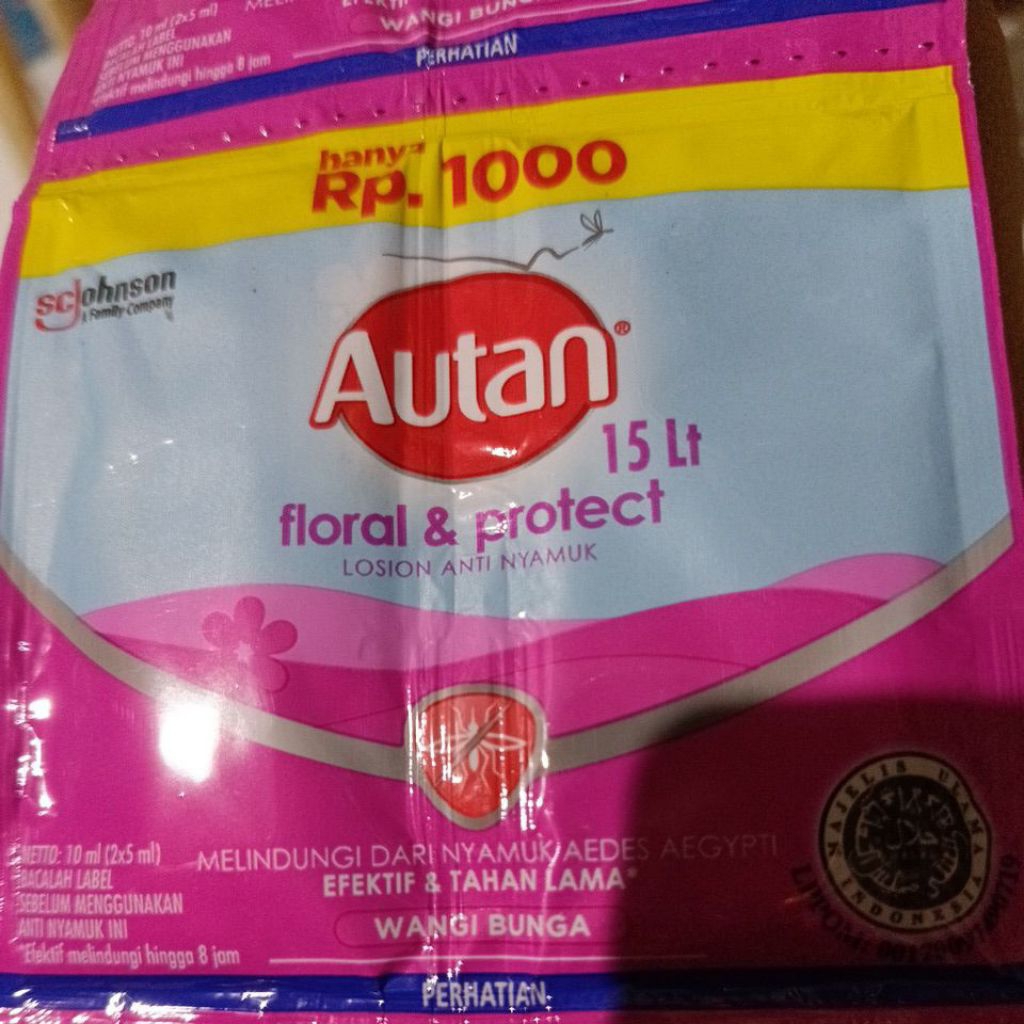 NETTO: 10 ml (2x5 ml)
BACALAH LABEL
SEBELUM MENGGUNAKAN
ANTI NYAMUK INI
*Efektif melindungi hingga 8 jam
WANGI BUNGA
PERHATIAN
hanya
Rp. 1000
scjohnson
A Family Company
Autan®
15 Lt
floral & protect
LOSION ANTI NYAMUK
NETTO: 10 ml (2x5 ml)
BACALAH LABEL
SEBELUM MENGGUNAKAN
ANTI NYAMUK INI
*Efektif melindungi hingga 8 jam
MELINDUNGI DARI NYAMUK AEDES AEGYPTI
EFEKTIF & TAHAN LAMA*
WANGI BUNGA
MAJELIS ULAMA
INDONESIA
LPPOM
PERHATIAN